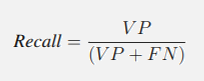 Recall = VP / (VP + FN)